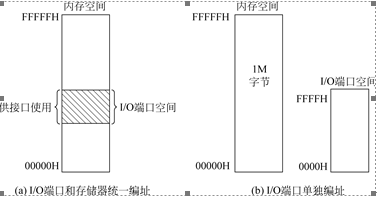 内存空间
FFFFFH
供接口使用
I/O端口空间
00000H
(a) I/O端口和存储器统一编址
内存空间
FFFFFH
1M
字节
00000H
I/O端口空间
FFFFH
0000H
(b) I/O端口单独编址